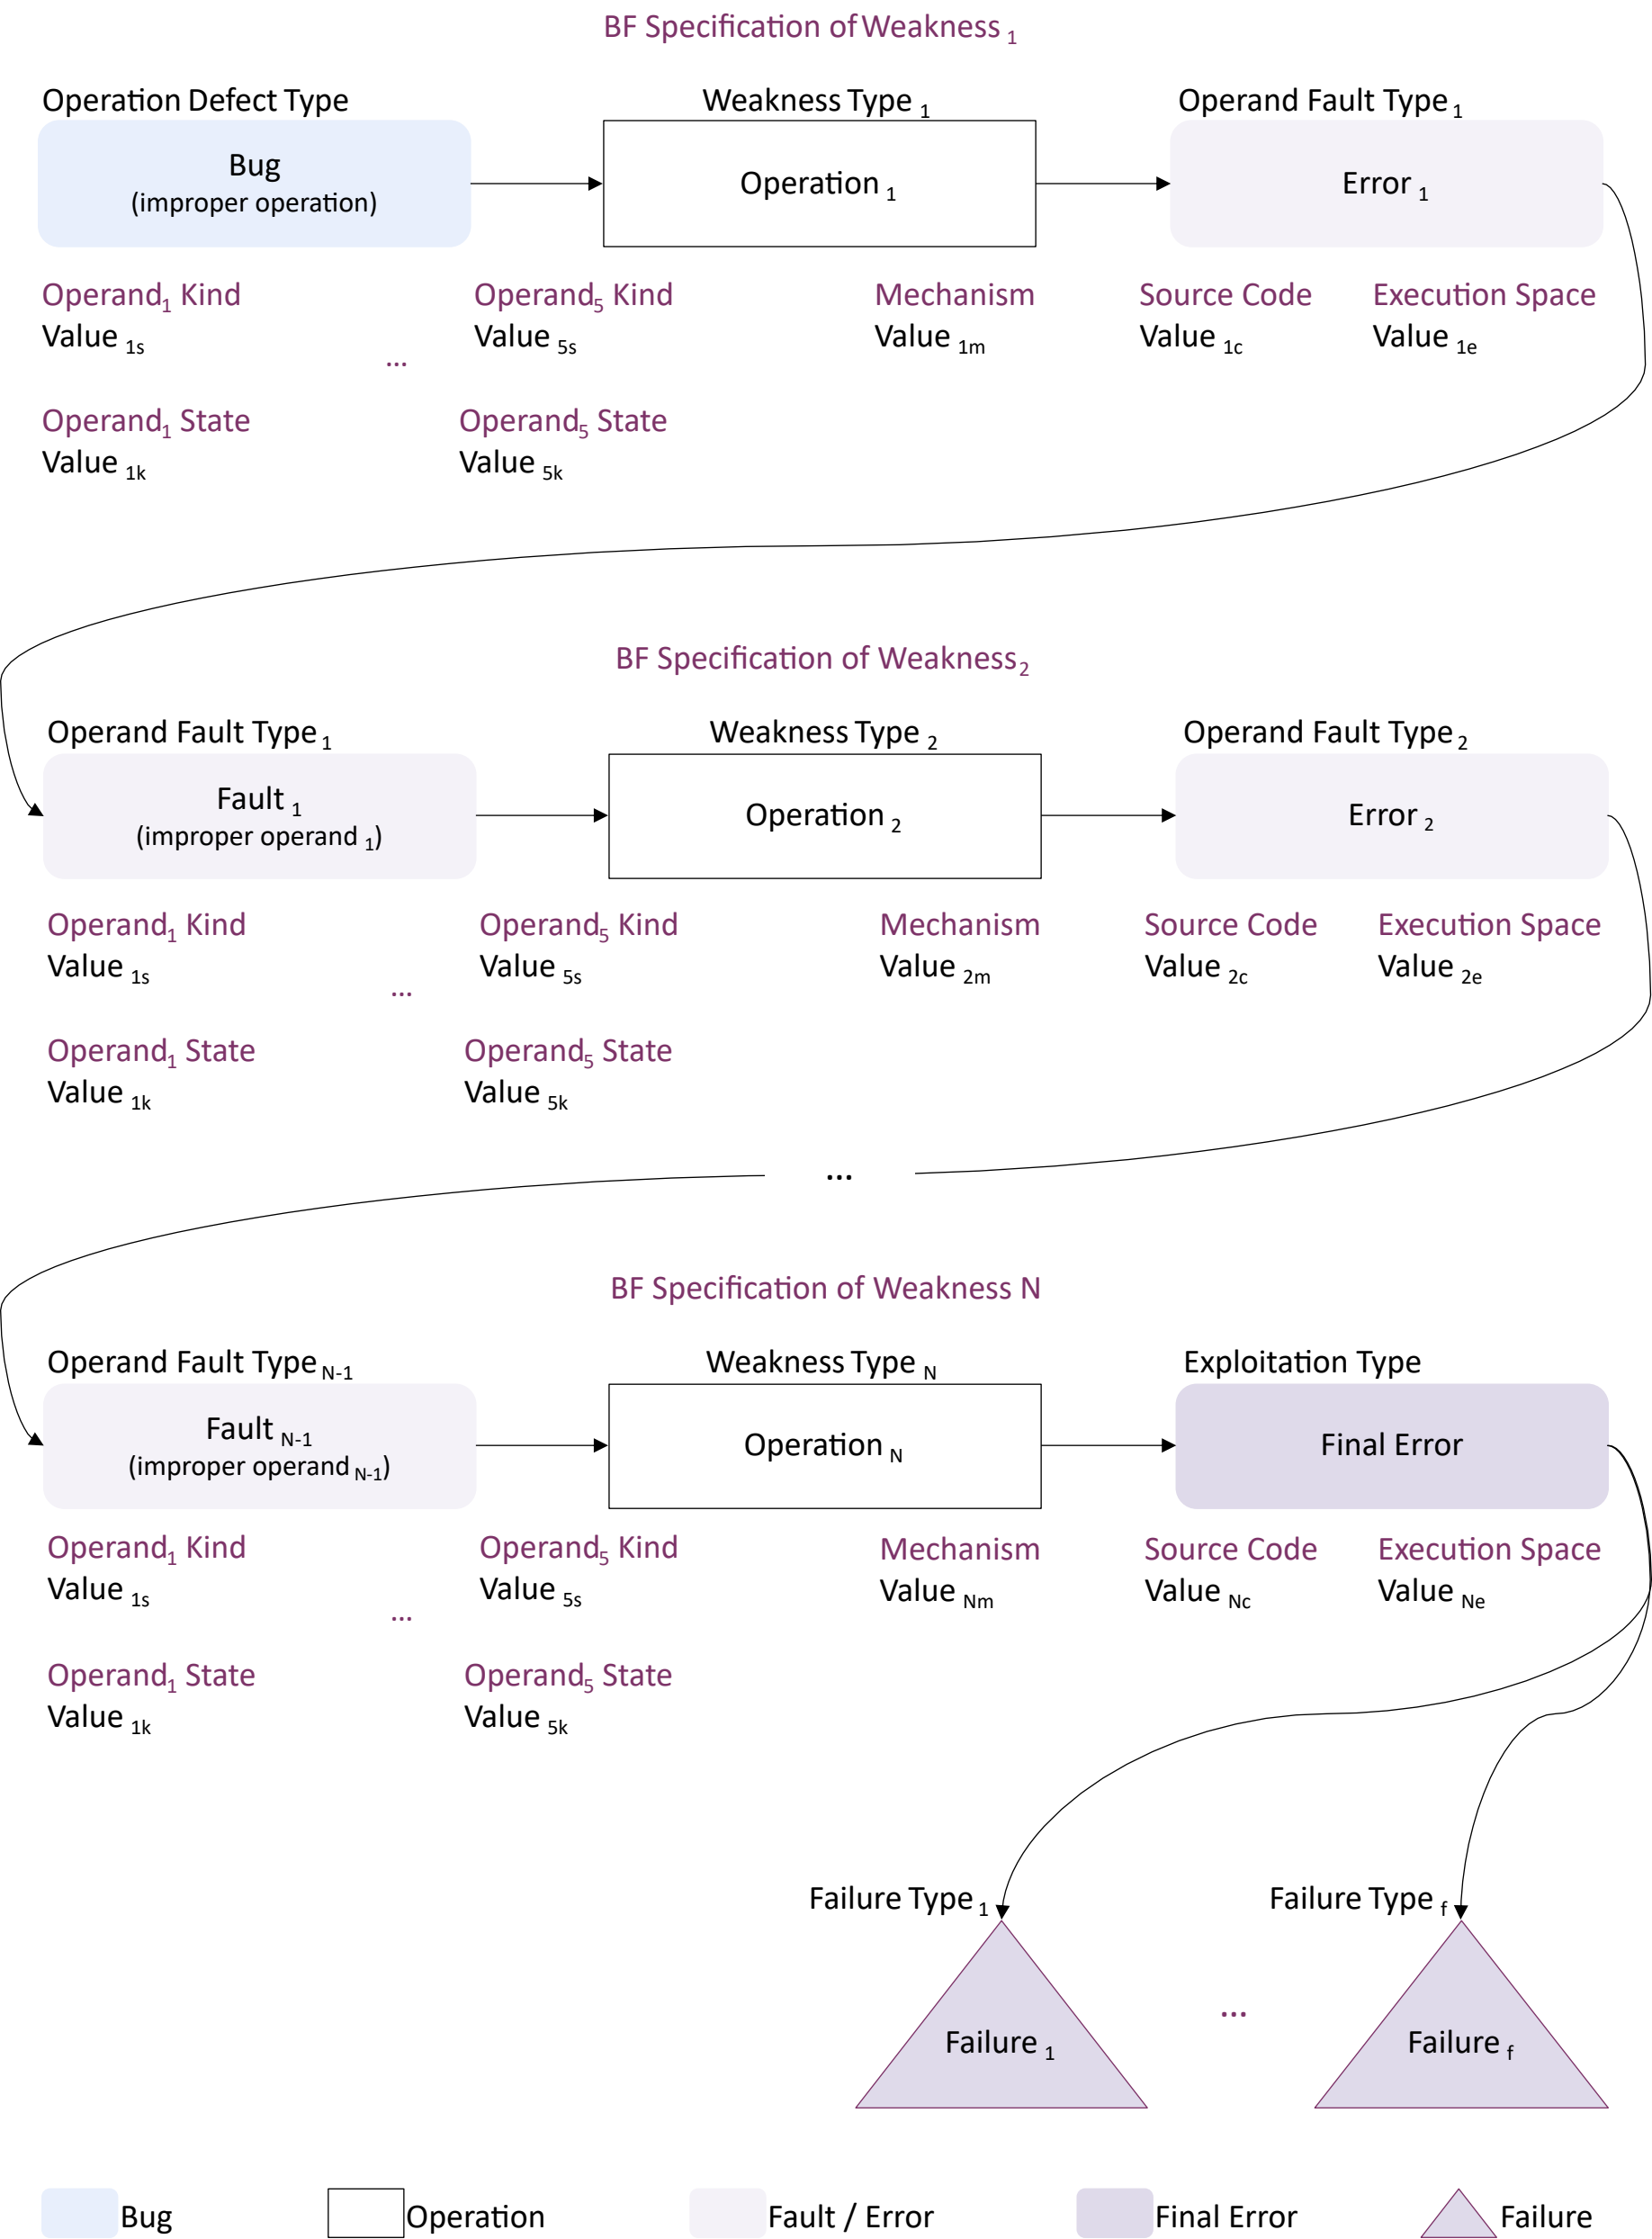 BF Specification of Weakness 1
Operation Defect Type Weakness Type 1 Operand Fault Type 1
Bug
(improper operation)
Operation 1
Error 1
Operand1 Kind Operand5 Kind Mechanism Source Code Execution Space
Value 1s ... Value 5s Value 1m Value 1c Value 1e
Operand1 State Operand5 State
Value 1k Value 5k
BF Specification of Weakness2
Operand Fault Type 1 Weakness Type 2 Operand Fault Type 2
Fault 1
(improper operand 1)
Operation 2
Error 2
Operand1 Kind Operand5 Kind Mechanism Source Code Execution Space
Value 1s ... Value 5s Value 2m Value 2c Value 2e
Operand1 State Operand5 State
Value 1k Value 5k
...
BF Specification of Weakness N
Operand Fault Type N-1 Weakness Type N Exploitation Type
Fault N-1
(improper operand N-1)
Operation N
Final Error
Operand1 Kind Operand5 Kind Mechanism Source Code Execution Space
Value 1s ... Value 5s Value Nm Value Nc Value Ne
Operand1 State Operand5 State
Value 1k Value 5k
Failure Type 1 Failure Type f
Failure 1 ... Failure f
Bug Operation Fault / Error Final Error Failure